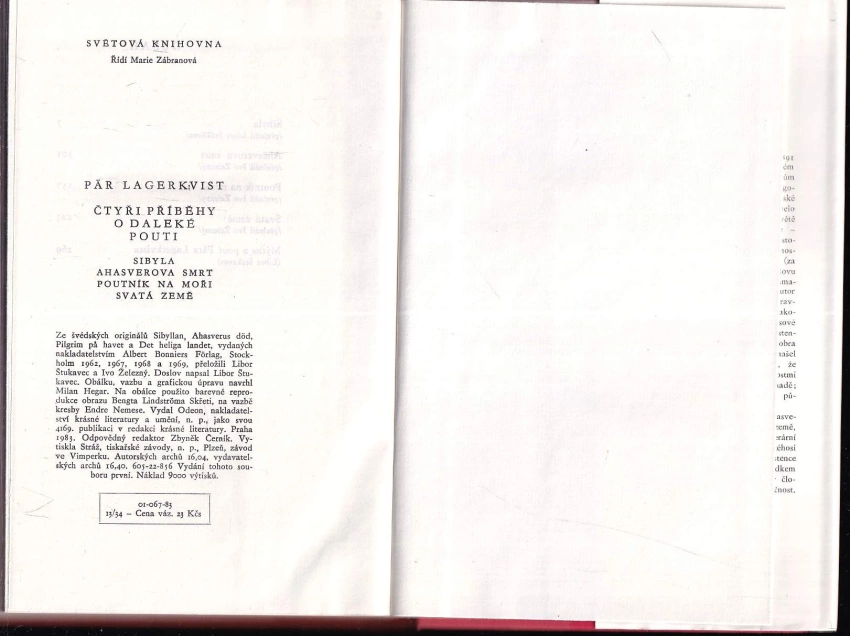 SVĚTOVÁ KNIHOVNA
Řídí Marie Zábranová
PÄR LAGERKVIST
ČTYŘI PŘÍBĚHY
O DALEKÉ
POUTI
SIBYLA
AHASVEROVA SMRT
POUTNÍK NA MOŘI
SVATÁ ZEMĚ
Ze švédských originálů Sibyllan, Ahasverus död,
Pilgrim på havet a Det heliga landet, vydaných
nakladatelstvím Albert Bonniers Förlag, Stock-
holm 1962, 1967, 1968 a 1969, přeložili Libor
Štukavec a Ivo Železný. Doslov napsal Libor Štu-
kavec. Obálku, vazbu a grafickou úpravu navrhl
Milan Hegar. Na obálce použito barevné repro-
dukce obrazu Bengta Lindströma Skřeti, na vazbě
kresby Endre Nemese. Vydal Odeon, nakladatel-
ství krásné literatury a umění, n. p., jako svou
4169. publikaci v redakci krásné literatury. Praha
1983. Odpovědný redaktor Zbyněk Černík. Vy-
tiskla Stráž, tiskařské závody, n. p., Plzeň, závod
ve Vimperku. Autorských archů 16,04, vydavatel-
ských archů 16,40. 605-22-856 Vydání tohoto sou-
boru první. Náklad 9000 výtisků.
01-067-83
13/34 – Cena váz. 23 Kčs